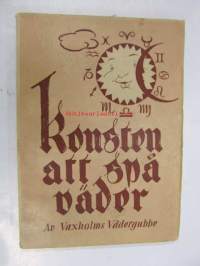 Konsten
att spå
väder
Av Vaxholms Vädergubbe